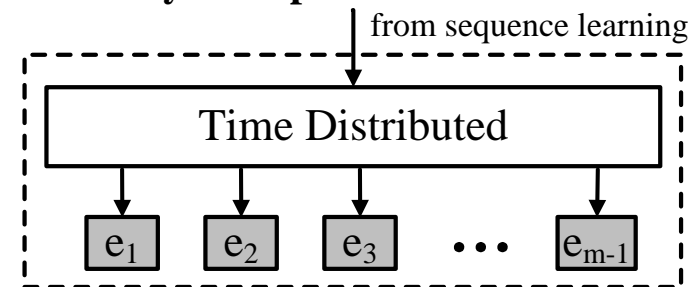 from sequence learning
Time Distributed
e₁ e₂ e₃ ••• eₘ₋₁